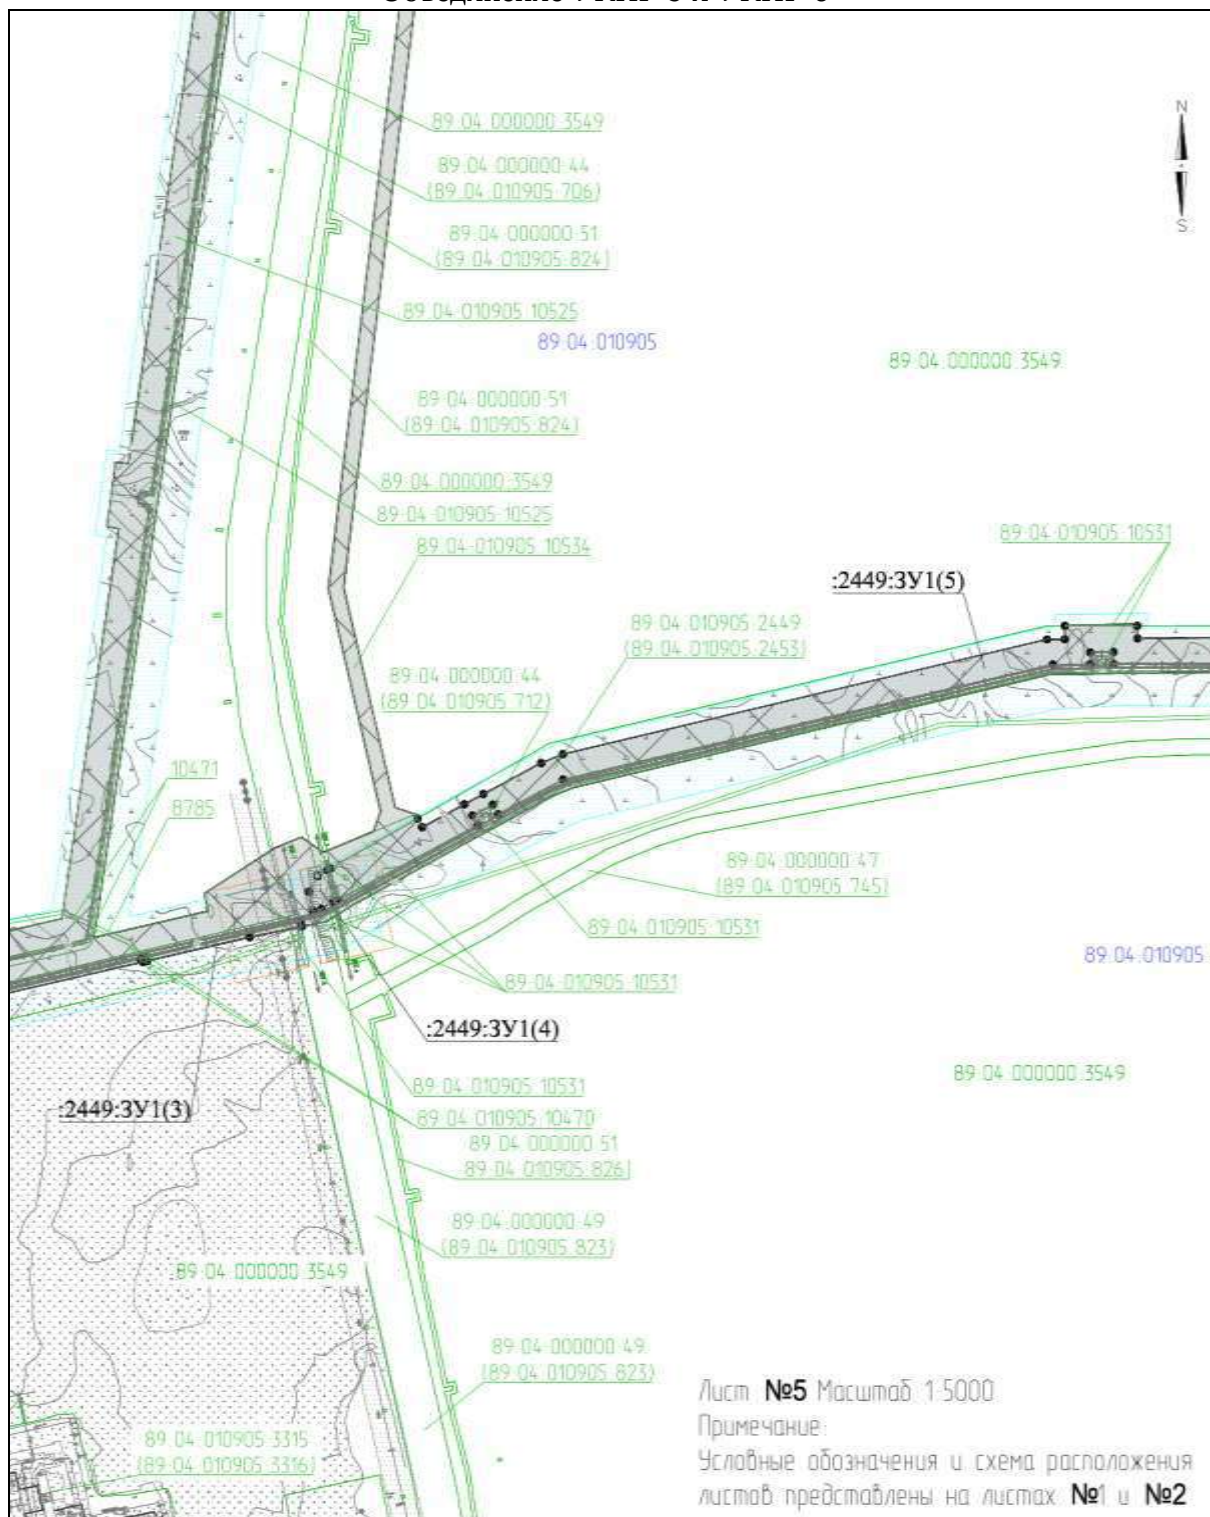 N
S
89 04 000000 3549
89 04 000000 44
(89 04 010905 706)
89 04 000000 51
(89 04 010905 824)
89 04 010905 10525
89 04 010905
89 04 000000 3549
89 04 000000 51
(89 04 010905 824)
89 04 000000 3549
89 04 010905 10525
89 04 010905 10534
89 04 010905 10531
:2449:ЗУ1(5)
89 04 010905 2449
(89 04 010905 2453)
89 04 000000 44
(89 04 010905 712)
10471
8785
89 04 000000 47
(89 04 010905 745)
89 04 010905 10531
89 04 010905
89 04 010905 10531
:2449:ЗУ1(4)
89 04 000000 3549
89 04 010905 10531
:2449:ЗУ1(3)
89 04 010905 10470
89 04 000000 51
89 04 010905 826)
89 04 000000 49
(89 04 010905 823)
89 04 000000 3549
89 04 000000 49
(89 04 010905 823)
89 04 010905 3315
(89 04 010905 3316)
Лист №5 Масштаб 1 5000
Примечание:
Условные обозначения и схема расположения
листов представлены на листах №1 и №2